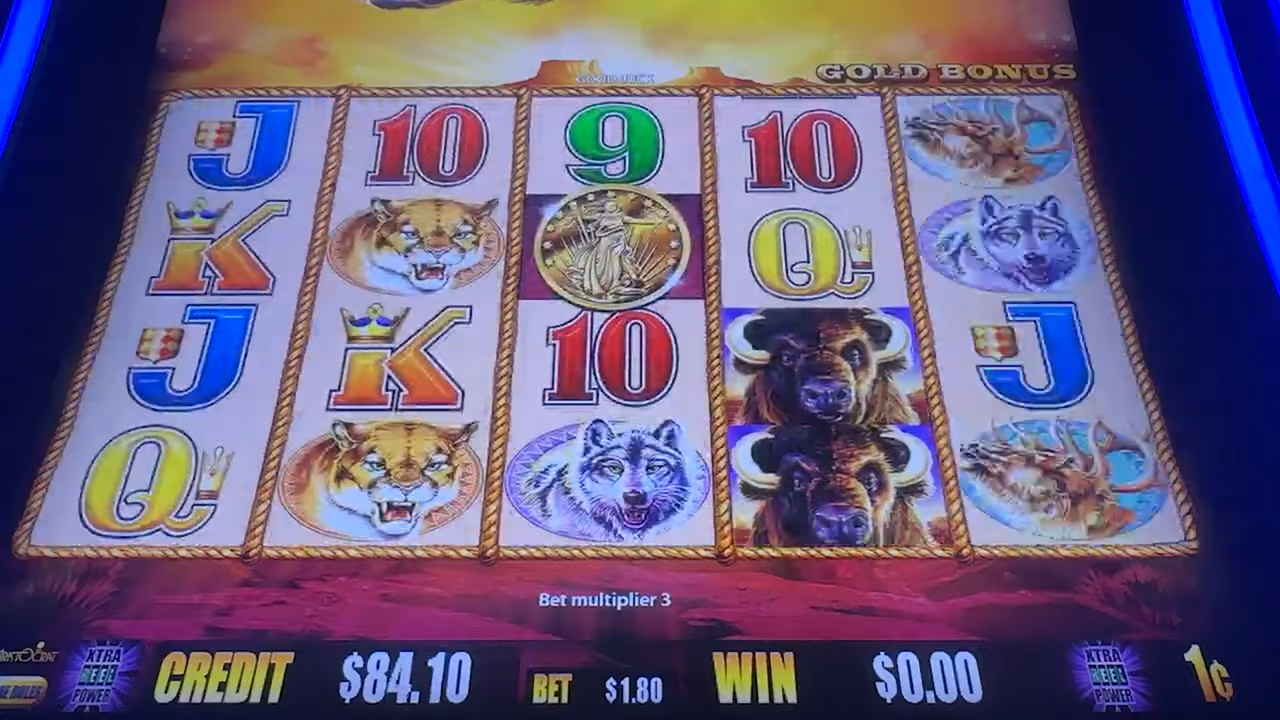 GOOD LUCK
GOLD BONUS
J 10 9 10
K Q
J K 10 J
Q
Bet multiplier 3
XTRA REEL POWER
CREDIT $84.10 BET $1.80 WIN $0.00
XTRA REEL POWER
1¢